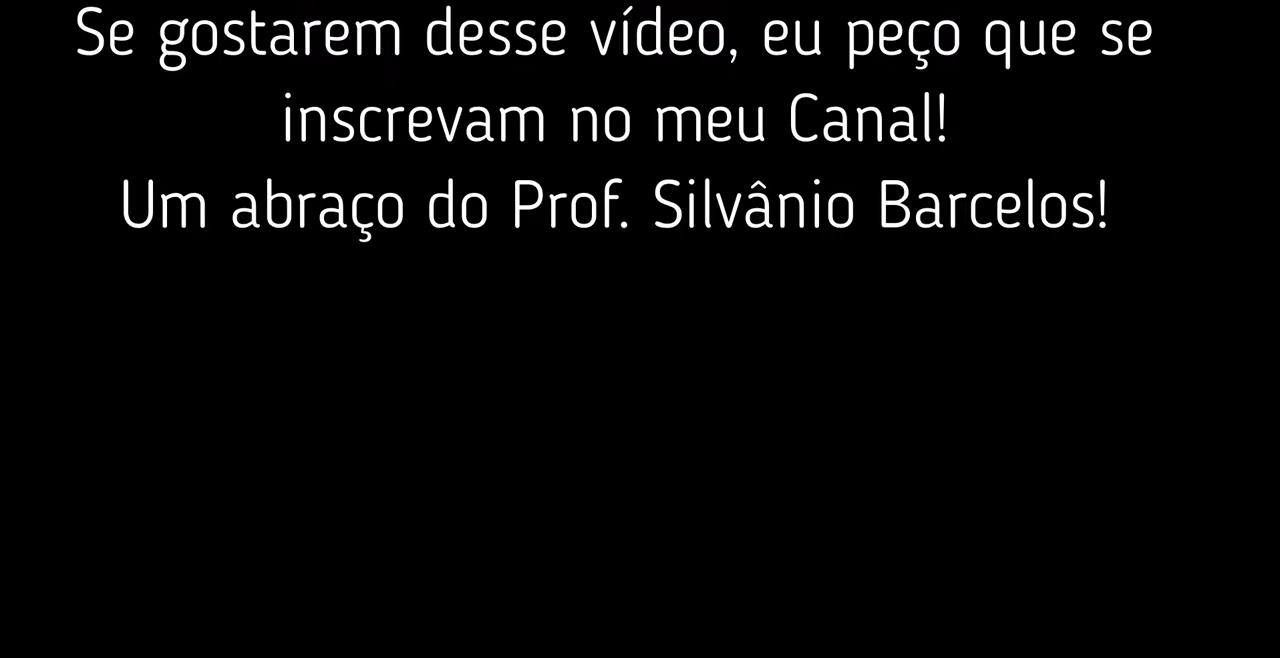 Se gostarem desse vídeo, eu peço que se
inscrevam no meu Canal!
Um abraço do Prof. Silvânio Barcelos!